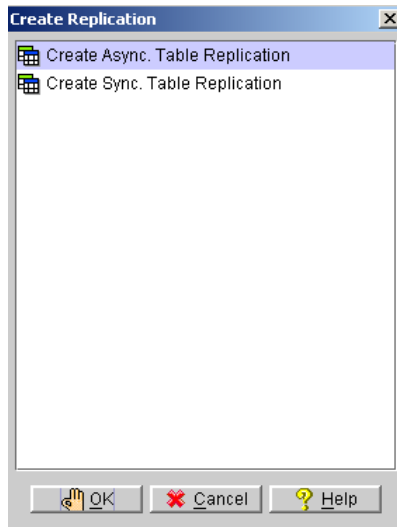 Create Replication
Create Async. Table Replication
Create Sync. Table Replication
OK Cancel Help